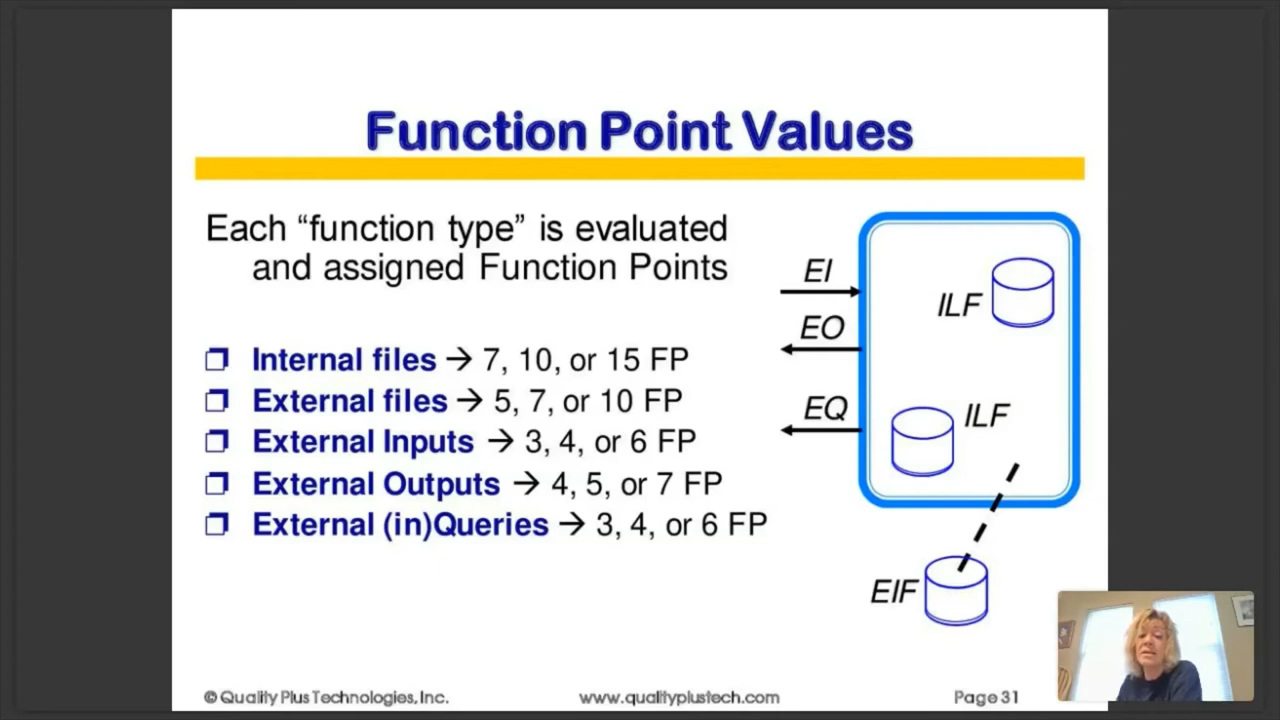 Function Point Values
Each “function type” is evaluated
and assigned Function Points
❒ Internal files → 7, 10, or 15 FP
❒ External files → 5, 7, or 10 FP
❒ External Inputs → 3, 4, or 6 FP
❒ External Outputs → 4, 5, or 7 FP
❒ External (in)Queries → 3, 4, or 6 FP
EI
EO
EQ
ILF
ILF
EIF
© Quality Plus Technologies, Inc.
www.qualityplustech.com
Page 31